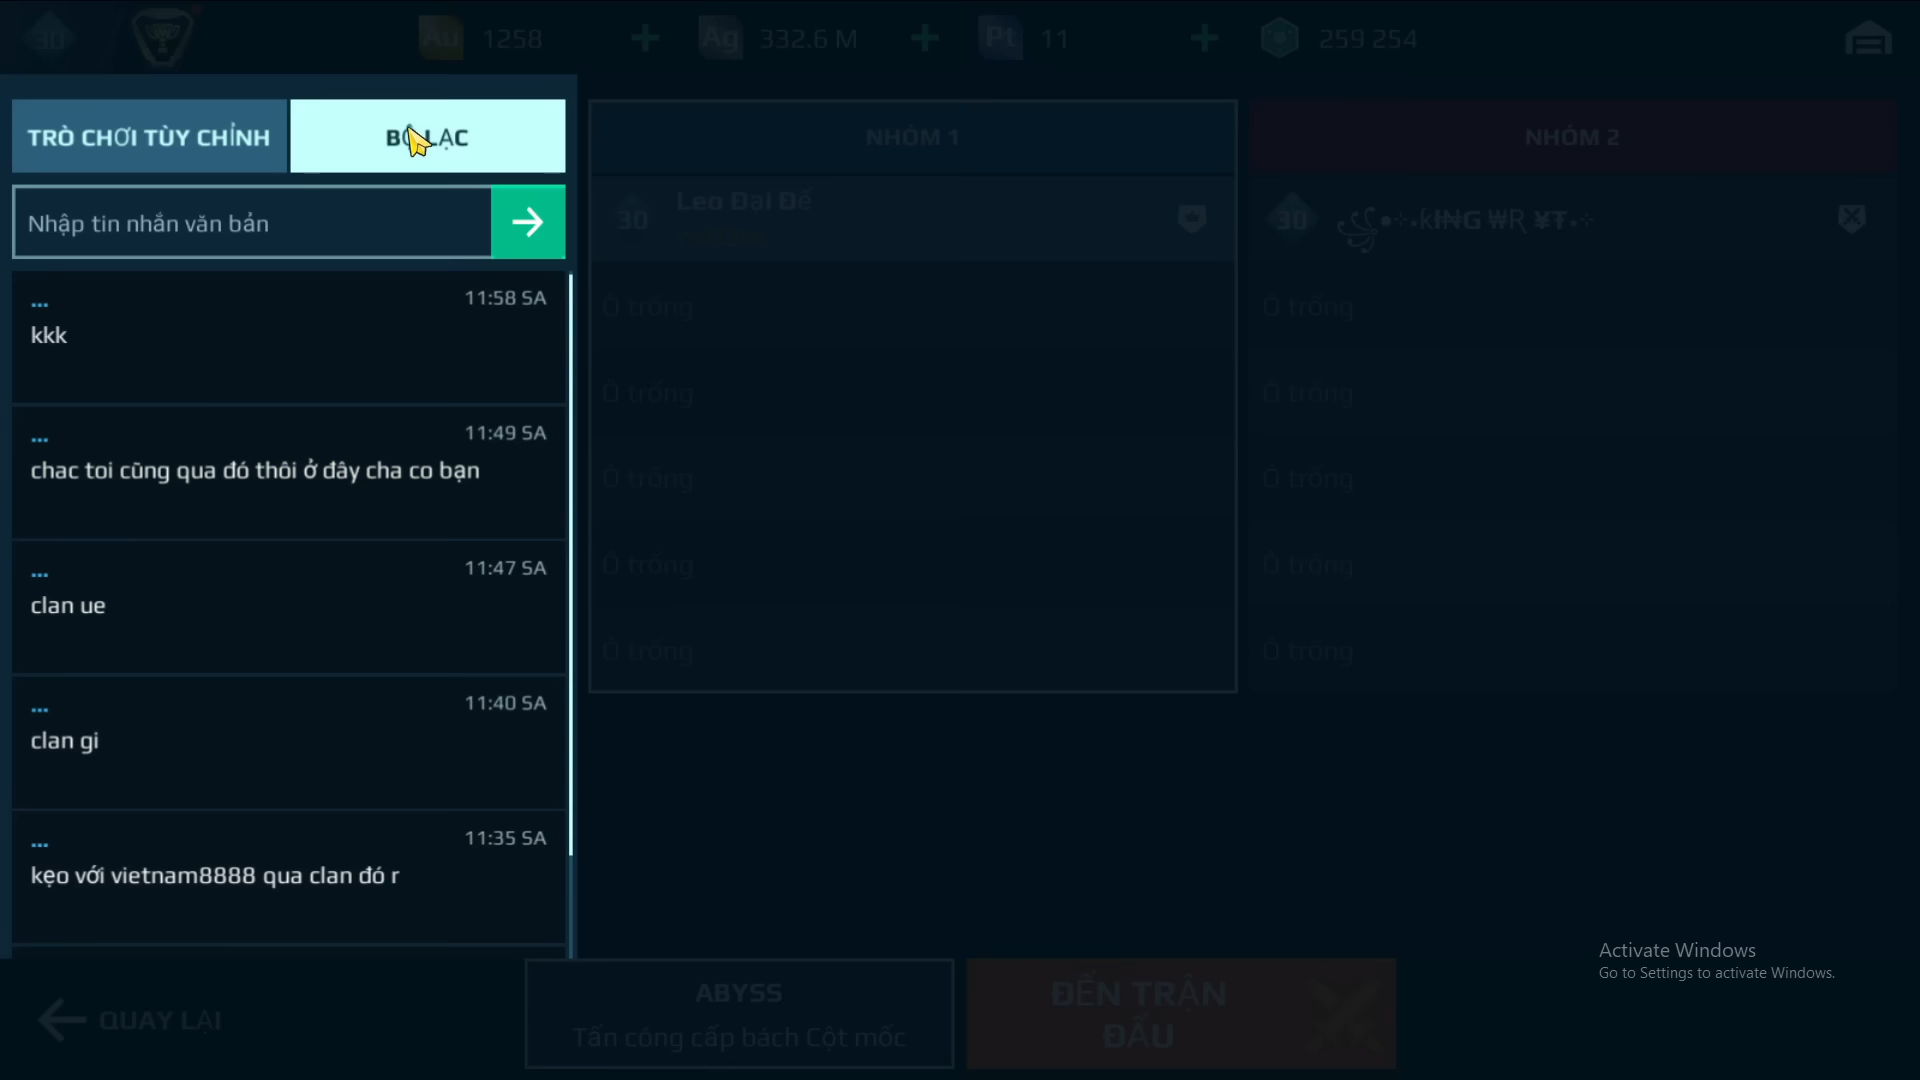 30
Au 1258
Ag 332.6 M
Pt 11
259 254
TRÒ CHƠI TÙY CHỈNH
BỘ LẠC
Nhập tin nhắn văn bản
...
11:58 SA
kkk
...
11:49 SA
chac toi cũng qua đó thôi ở đây cha co bạn
...
11:47 SA
clan ue
...
11:40 SA
clan gi
...
11:35 SA
kẹo với vietnam8888 qua clan đó r
NHÓM 1
30
Leo Đại Đế
Ô trống
Ô trống
Ô trống
Ô trống
Ô trống
NHÓM 2
30
Ô trống
Ô trống
Ô trống
Ô trống
Ô trống
QUAY LẠI
ABYSS
Tấn công cấp bách Cột mốc
ĐẾN TRẬN
ĐẤU
Activate Windows
Go to Settings to activate Windows.